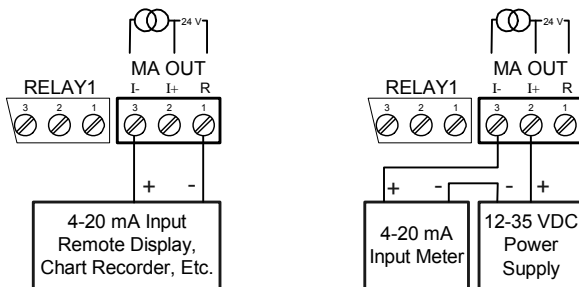 24 V
MA OUT
RELAY1
I- I+ R
3 2 1 3 2 1
+ -
4-20 mA Input
Remote Display,
Chart Recorder, Etc.
24 V
MA OUT
RELAY1
I- I+ R
3 2 1 3 2 1
+ - - +
4-20 mA
Input Meter
12-35 VDC
Power
Supply